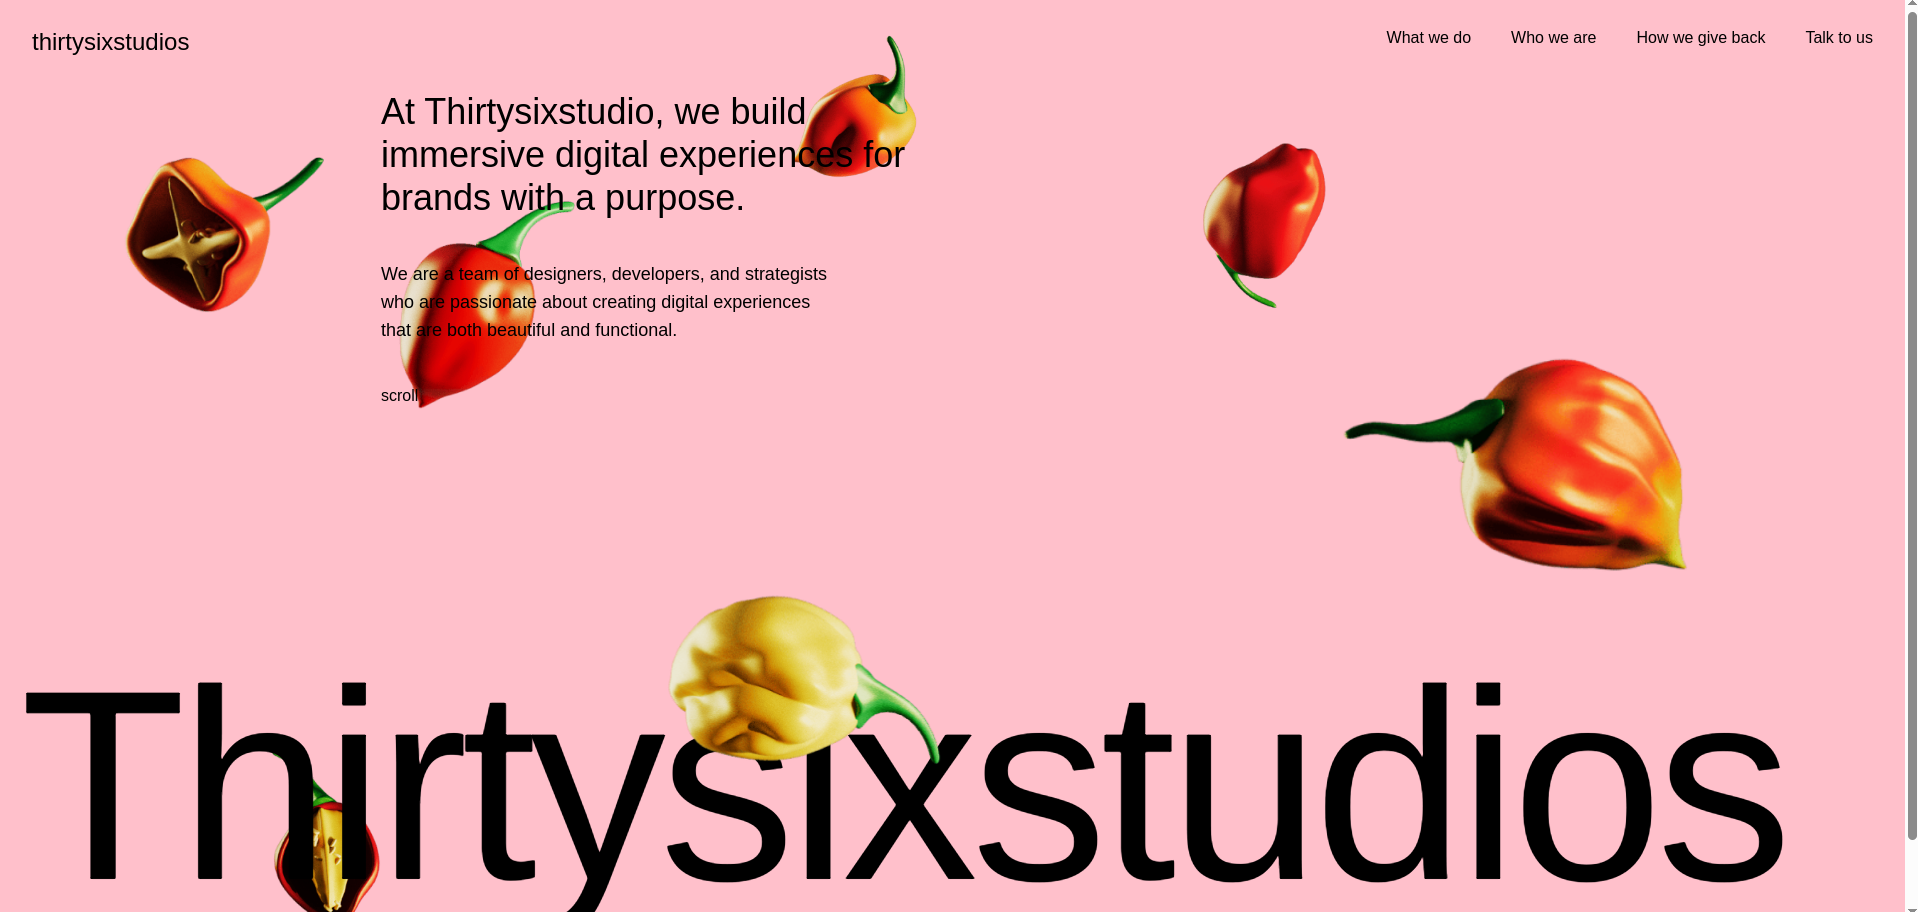 thirtysixstudios
What we do
Who we are
How we give back
Talk to us
At Thirtysixstudio, we build
immersive digital experiences for
brands with a purpose.
We are a team of designers, developers, and strategists
who are passionate about creating digital experiences
that are both beautiful and functional.
scroll
Thirtysixstudios